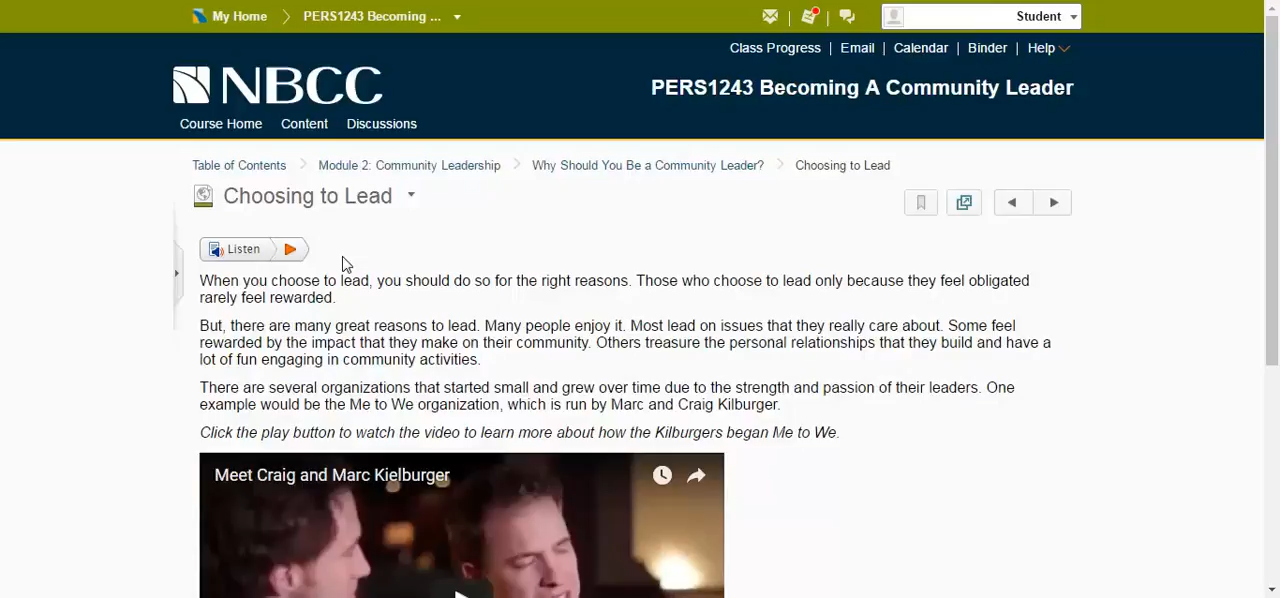 My Home PERS1243 Becoming ... Student
Class Progress | Email | Calendar | Binder | Help
NBCC
PERS1243 Becoming A Community Leader
Course Home Content Discussions
Table of Contents Module 2: Community Leadership Why Should You Be a Community Leader? Choosing to Lead
Choosing to Lead
Listen
When you choose to lead, you should do so for the right reasons. Those who choose to lead only because they feel obligated
rarely feel rewarded.
But, there are many great reasons to lead. Many people enjoy it. Most lead on issues that they really care about. Some feel
rewarded by the impact that they make on their community. Others treasure the personal relationships that they build and have a
lot of fun engaging in community activities.
There are several organizations that started small and grew over time due to the strength and passion of their leaders. One
example would be the Me to We organization, which is run by Marc and Craig Kilburger.
Click the play button to watch the video to learn more about how the Kilburgers began Me to We.
Meet Craig and Marc Kielburger